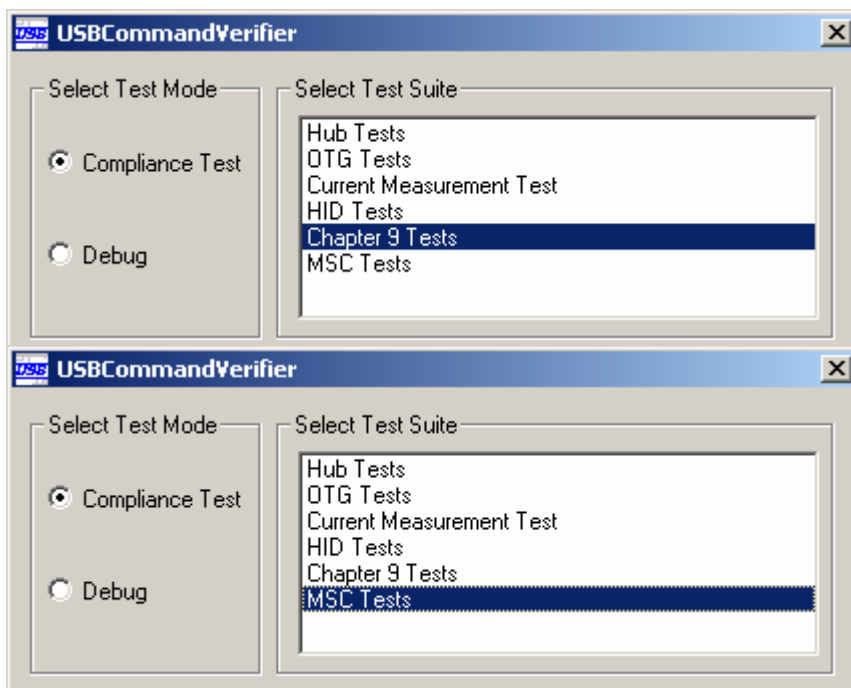 USB USBCommandVerifier
Select Test Mode
Compliance Test
Debug
Select Test Suite
Hub Tests
OTG Tests
Current Measurement Test
HID Tests
Chapter 9 Tests
MSC Tests
USB USBCommandVerifier
Select Test Mode
Compliance Test
Debug
Select Test Suite
Hub Tests
OTG Tests
Current Measurement Test
HID Tests
Chapter 9 Tests
MSC Tests